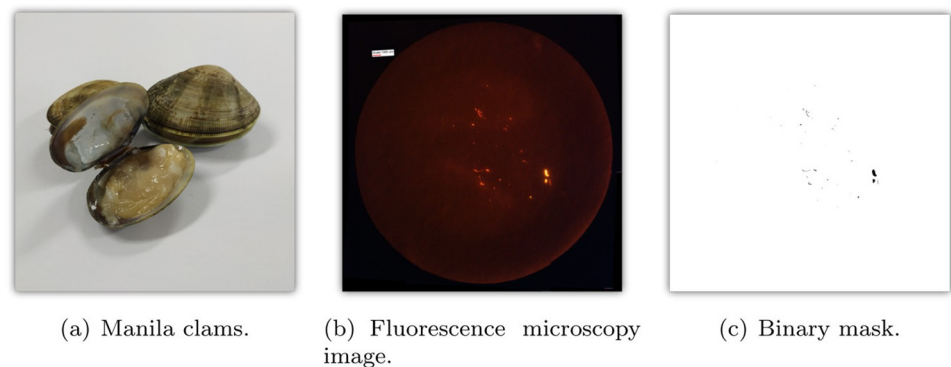 (a) Manila clams.
(b) Fluorescence microscopy
image.
(c) Binary mask.